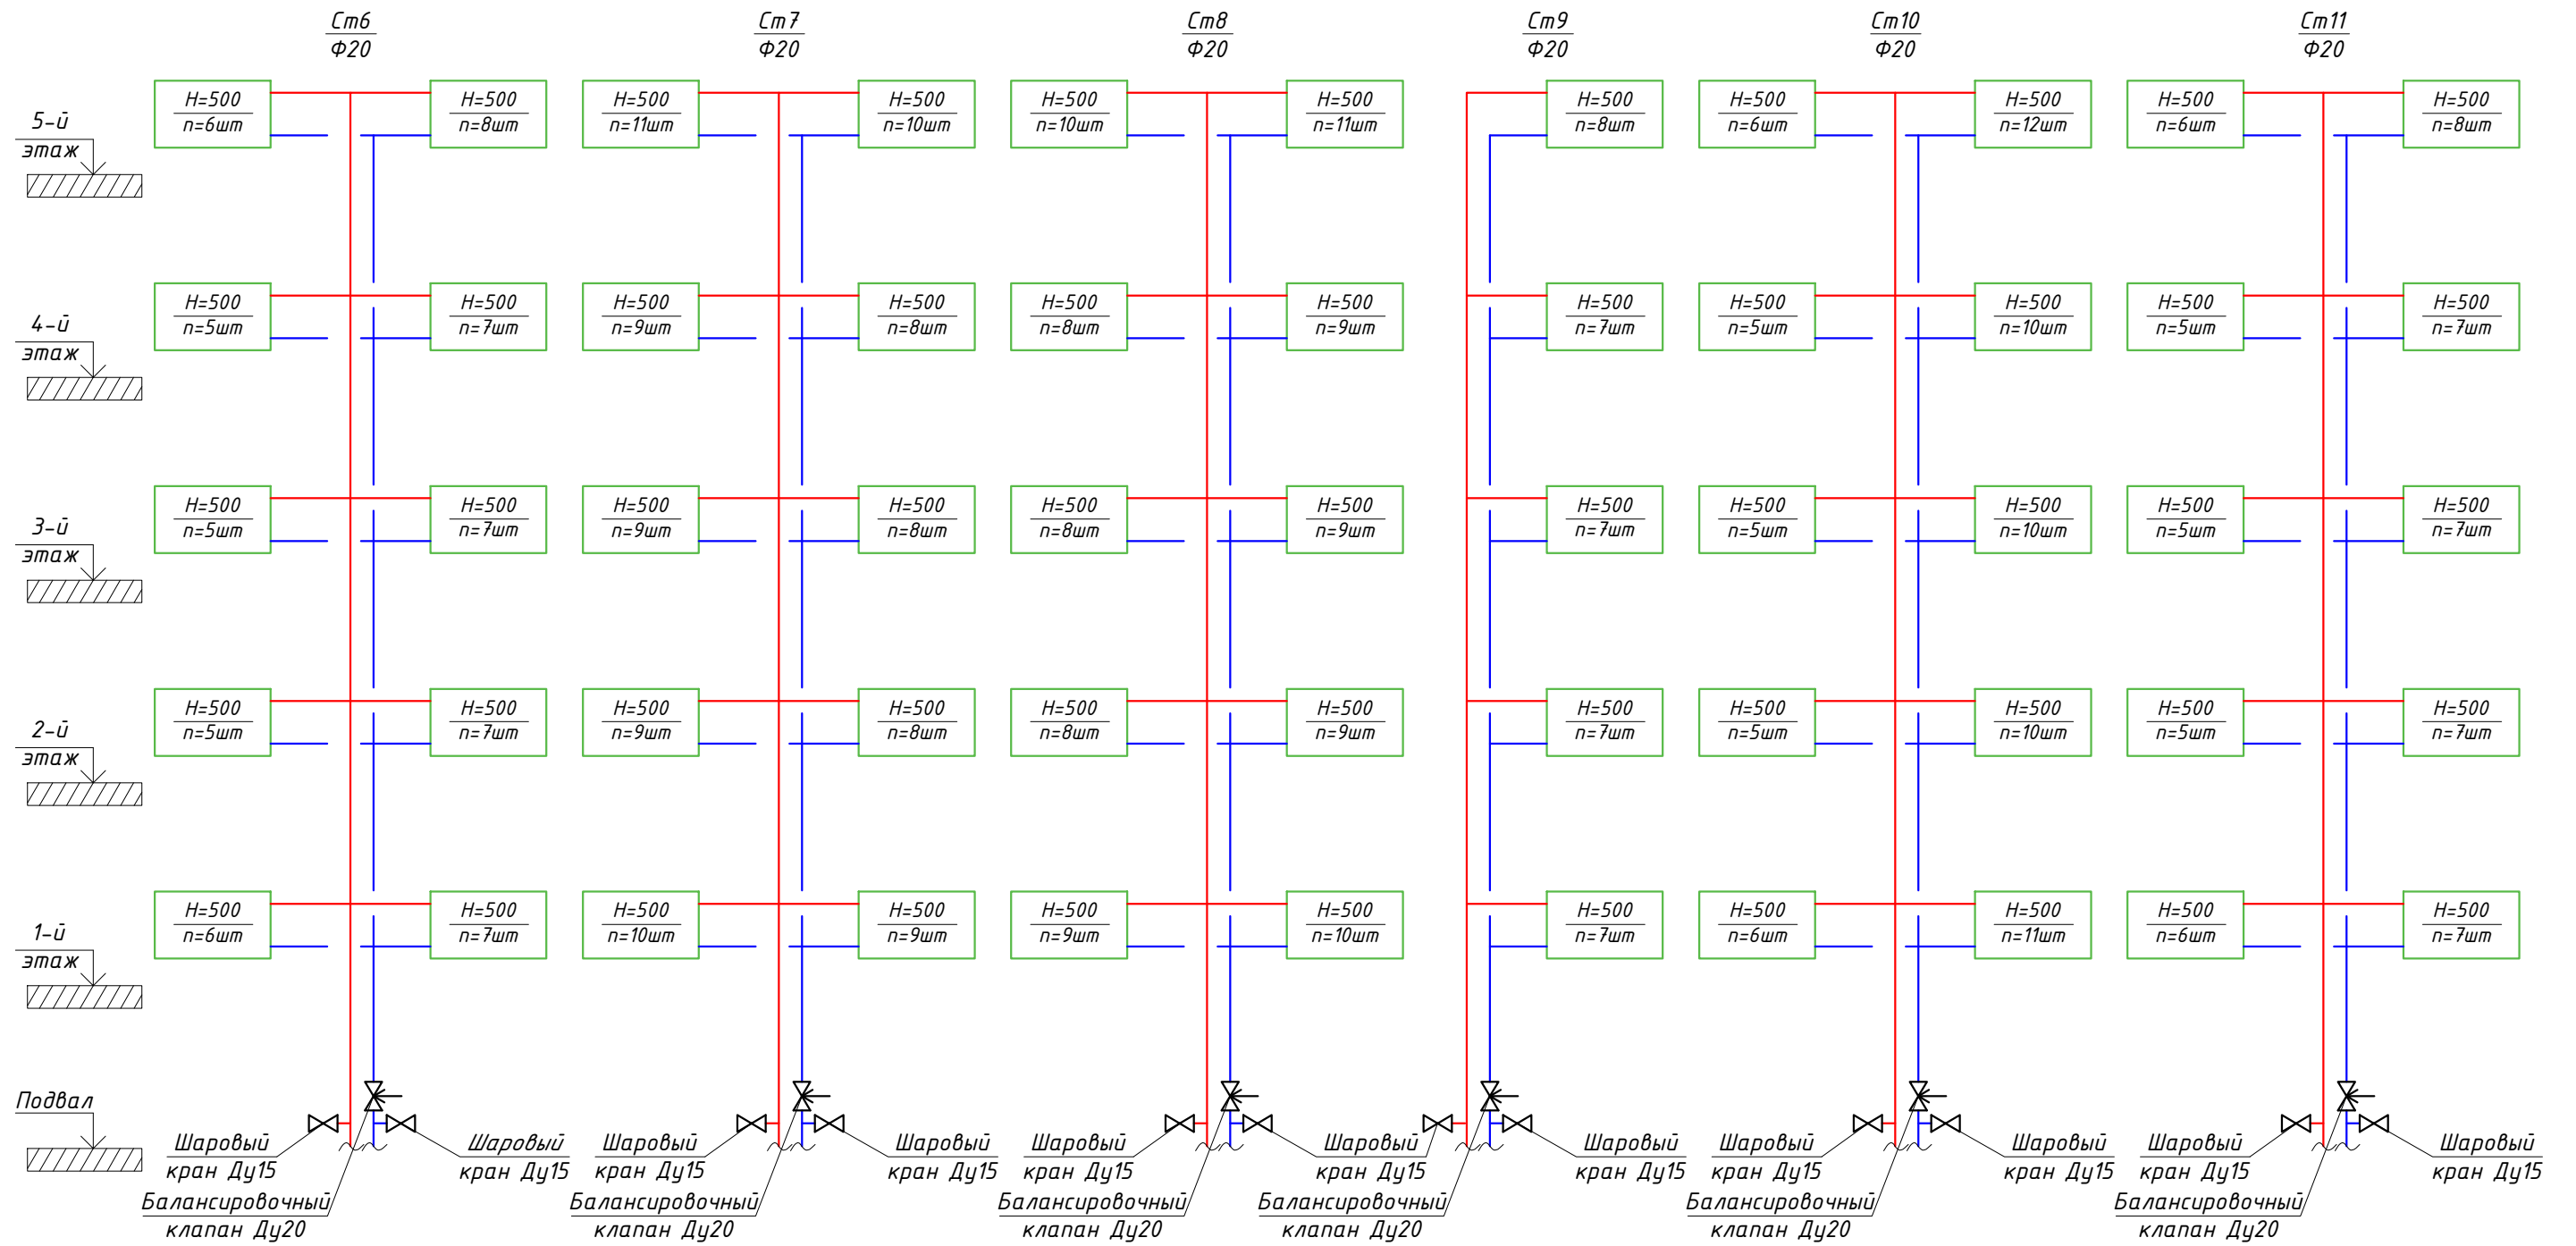 Ст6
Ф20
Ст7
Ф20
Ст8
Ф20
Ст9
Ф20
Ст10
Ф20
Ст11
Ф20
5-й
этаж
H=500
n=6шт
H=500
n=8шт
H=500
n=11шт
H=500
n=10шт
H=500
n=10шт
H=500
n=11шт
H=500
n=8шт
H=500
n=6шт
H=500
n=12шт
H=500
n=6шт
H=500
n=8шт
4-й
этаж
H=500
n=5шт
H=500
n=7шт
H=500
n=9шт
H=500
n=8шт
H=500
n=8шт
H=500
n=9шт
H=500
n=7шт
H=500
n=5шт
H=500
n=10шт
H=500
n=5шт
H=500
n=7шт
3-й
этаж
H=500
n=5шт
H=500
n=7шт
H=500
n=9шт
H=500
n=8шт
H=500
n=8шт
H=500
n=9шт
H=500
n=7шт
H=500
n=5шт
H=500
n=10шт
H=500
n=5шт
H=500
n=7шт
2-й
этаж
H=500
n=5шт
H=500
n=7шт
H=500
n=9шт
H=500
n=8шт
H=500
n=8шт
H=500
n=9шт
H=500
n=7шт
H=500
n=5шт
H=500
n=10шт
H=500
n=5шт
H=500
n=7шт
1-й
этаж
H=500
n=6шт
H=500
n=7шт
H=500
n=10шт
H=500
n=9шт
H=500
n=9шт
H=500
n=10шт
H=500
n=7шт
H=500
n=6шт
H=500
n=11шт
H=500
n=6шт
H=500
n=7шт
Подвал
Шаровый
кран Ду15
Шаровый
кран Ду15
Балансировочный
клапан Ду20
Шаровый
кран Ду15
Шаровый
кран Ду15
Балансировочный
клапан Ду20
Шаровый
кран Ду15
Балансировочный
клапан Ду20
Шаровый
кран Ду15
Шаровый
кран Ду15
Балансировочный
клапан Ду20
Шаровый
кран Ду15
Шаровый
кран Ду15
Балансировочный
клапан Ду20
Шаровый
кран Ду15
Шаровый
кран Ду15
Балансировочный
клапан Ду20